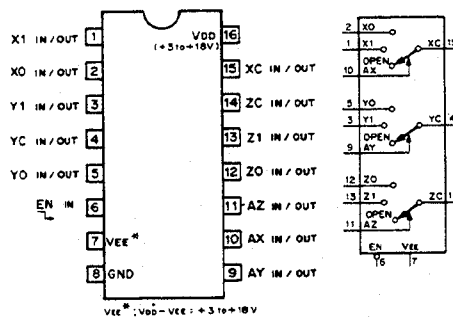 X1 IN/OUT 1
X0 IN/OUT 2
Y1 IN/OUT 3
YC IN/OUT 4
Y0 IN/OUT 5
EN IN 6
7 VEE*
8 GND
VDD 16
(+3 to +18V)
15 XC IN/OUT
14 ZC IN/OUT
13 Z1 IN/OUT
12 Z0 IN/OUT
11 AZ IN/OUT
10 AX IN/OUT
9 AY IN/OUT
VEE*; VDD-VEE: +3 to +18V
2 X0
1 X1 XC 15
OPEN
10 AX
5 Y0
3 Y1 YC
OPEN
9 AY
12 Z0
13 Z1 ZC
OPEN
11 AZ
EN VEE
6 7